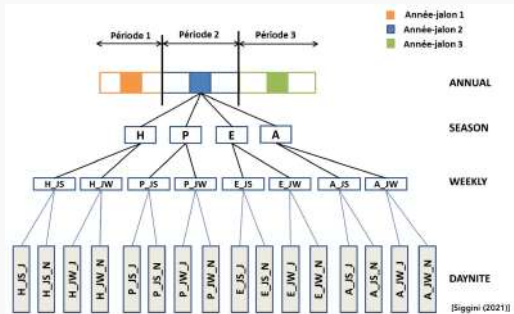 Année-jalon 1
Année-jalon 2
Année-jalon 3
Période 1
Période 2
Période 3
ANNUAL
H
P
E
A
SEASON
H_JS
H_JW
P_JS
P_JW
E_JS
E_JW
A_JS
A_JW
WEEKLY
H_JS_J
H_JS_N
H_JW_J
H_JW_N
P_JS_J
P_JS_N
P_JW_J
P_JW_N
E_JS_J
E_JS_N
E_JW_J
E_JW_N
A_JS_J
A_JS_N
A_JW_J
A_JW_N
DAYNITE
[Siggini (2021)]